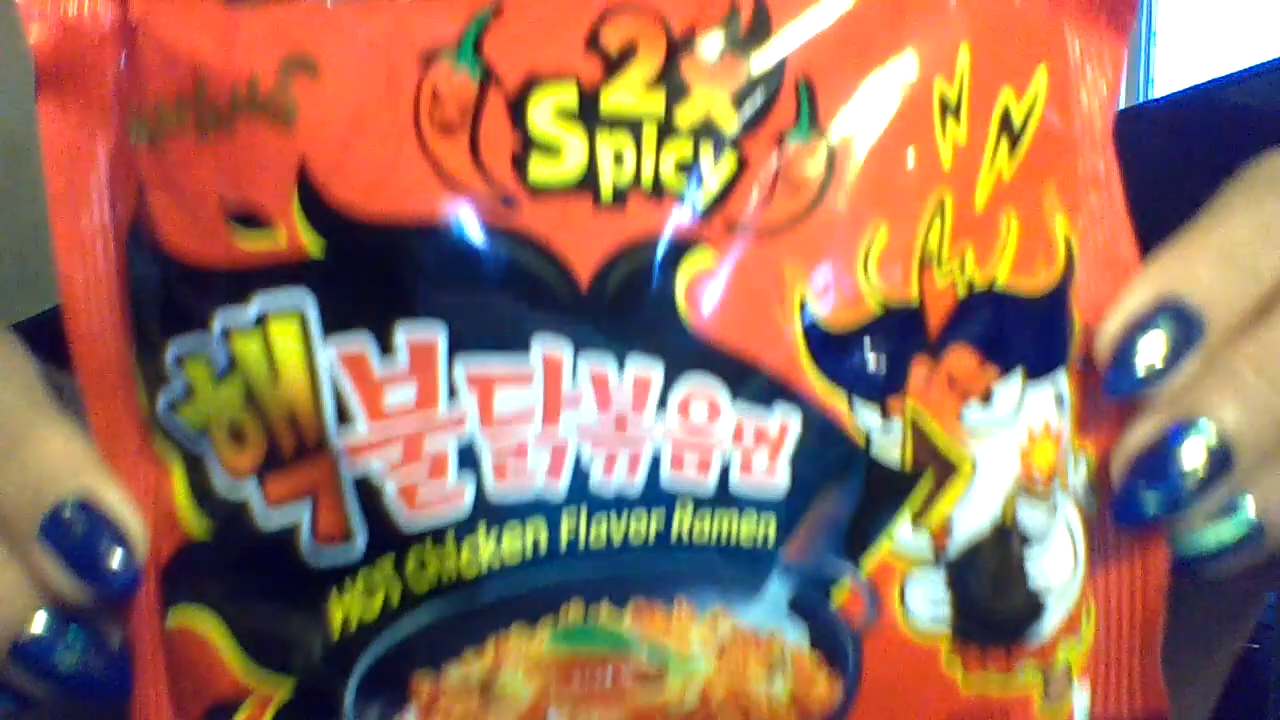 2x
Spicy
핵불닭볶음면
HOT Chicken Flavor Ramen